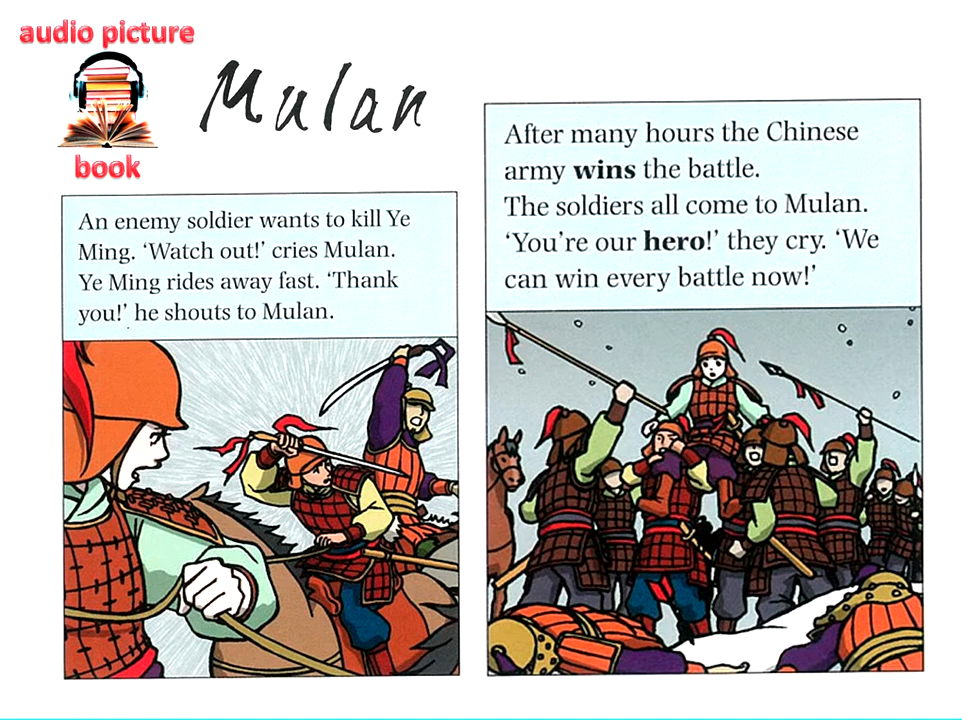 audio picture
book
Mulan
An enemy soldier wants to kill Ye
Ming. ‘Watch out!’ cries Mulan.
Ye Ming rides away fast. ‘Thank
you!’ he shouts to Mulan.
After many hours the Chinese
army wins the battle.
The soldiers all come to Mulan.
‘You’re our hero!’ they cry. ‘We
can win every battle now!’